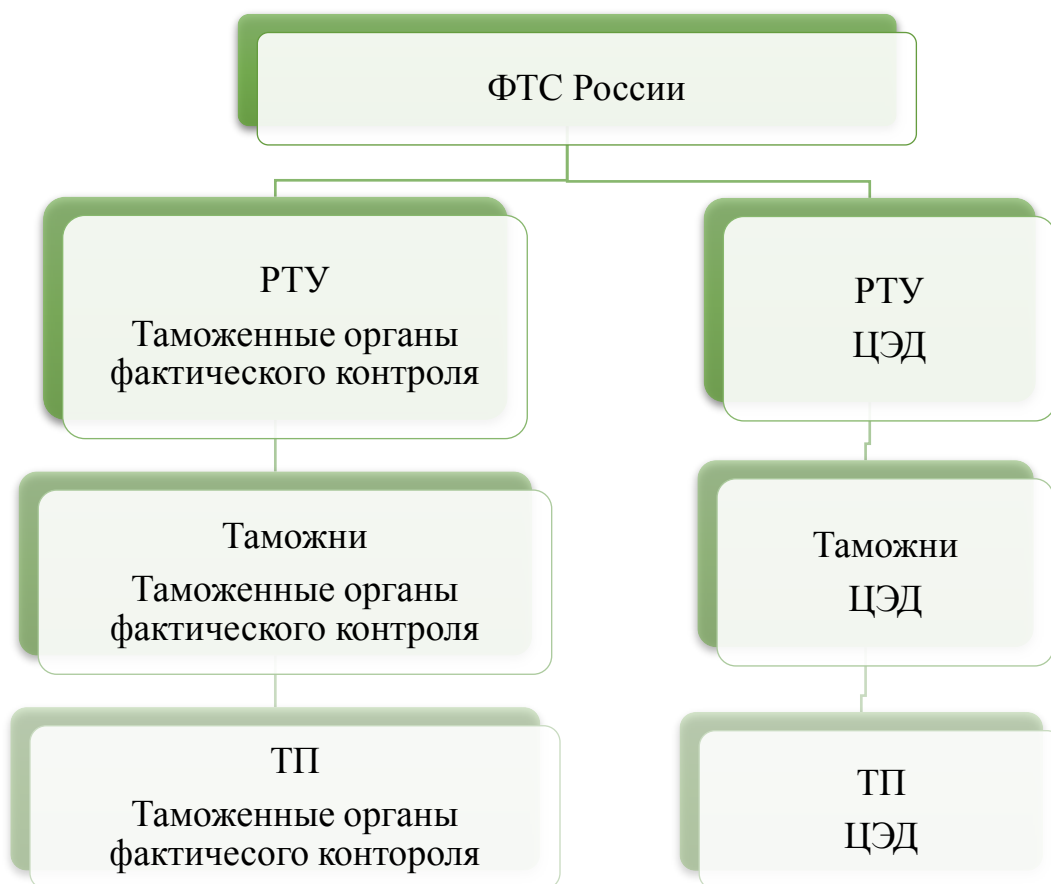 ФТС России
РТУ
Таможенные органы
фактического контроля
РТУ
ЦЭД
Таможни
Таможенные органы
фактического контроля
Таможни
ЦЭД
ТП
Таможенные органы
фактичесого контороля
ТП
ЦЭД